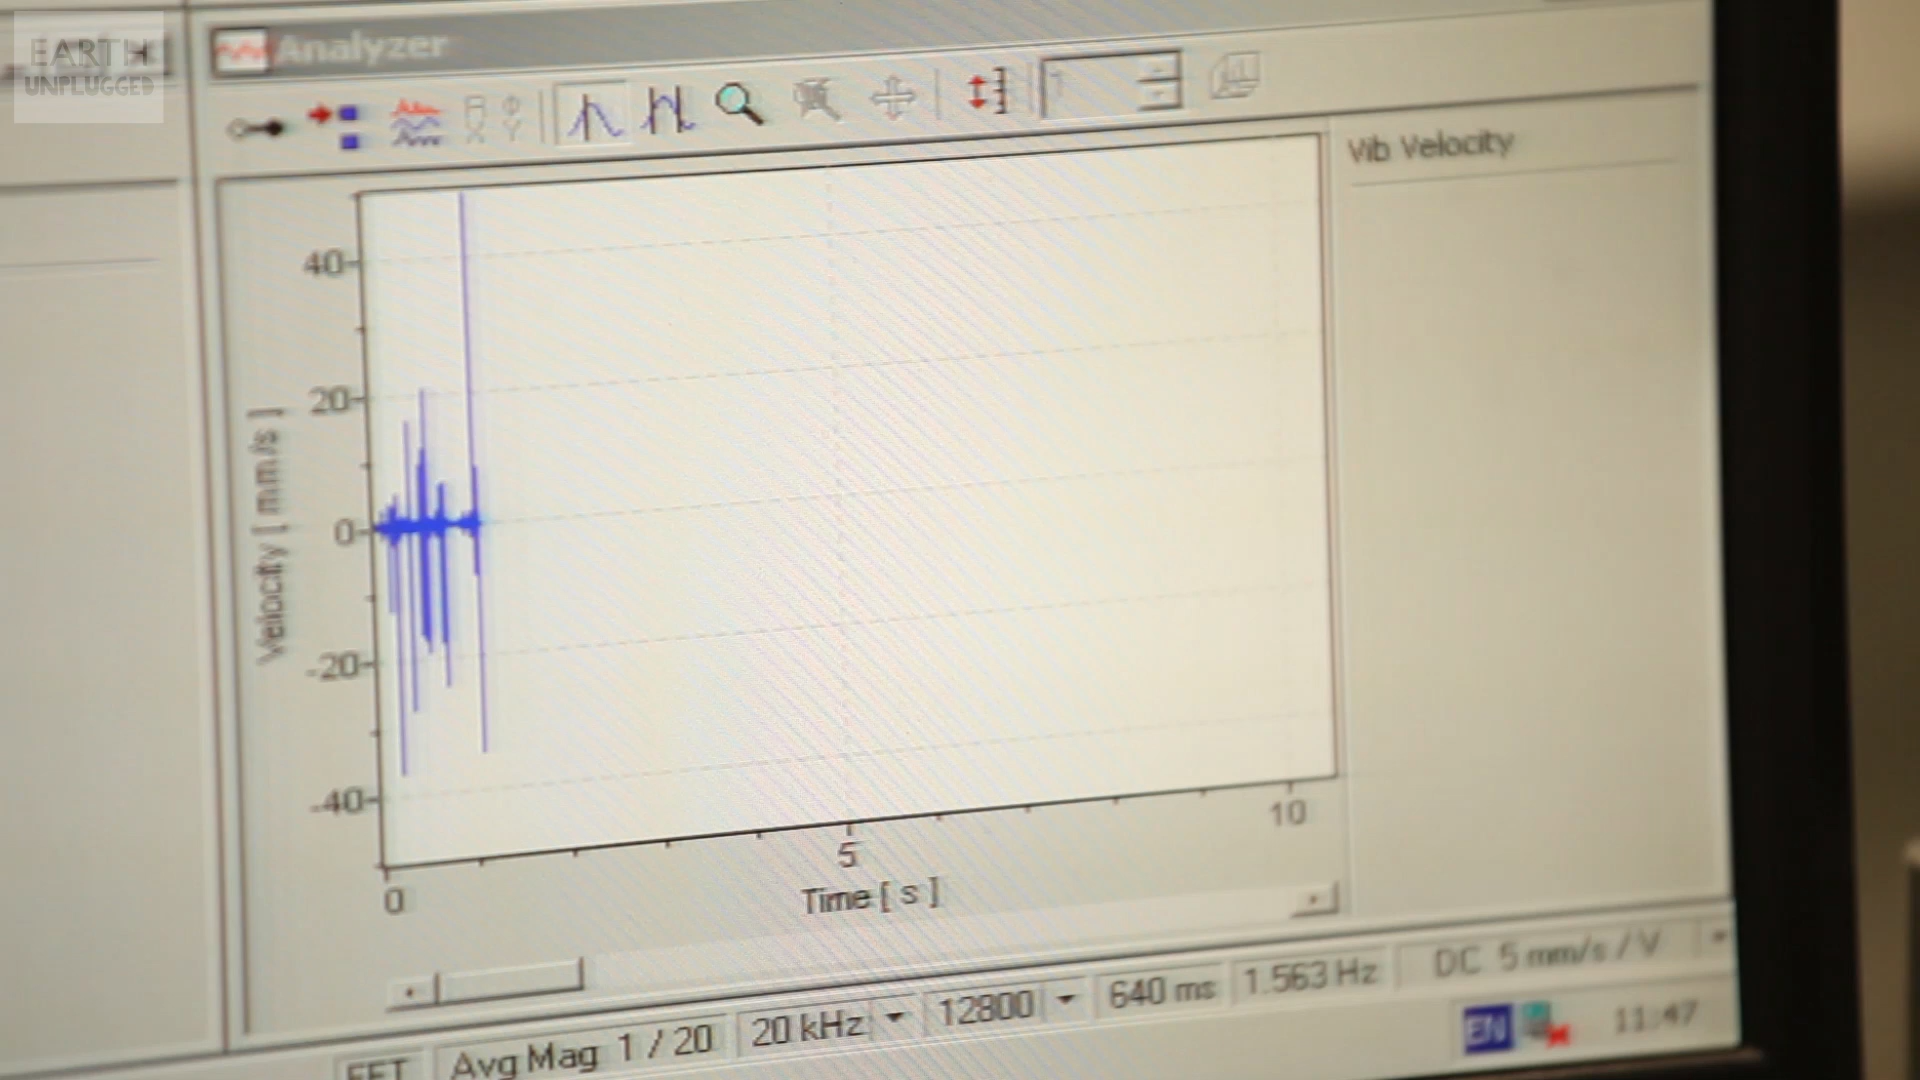 EARTH
UNPLUGGED
Analyzer
Vib Velocity
40
20
0
-20
-40
Velocity [ mm/s ]
0
5
10
Time [ s ]
FFT
Avg Mag 1 / 20
20 kHz
12800
640 ms
1.563 Hz
DC 5 mm/s / V
EN
11:47